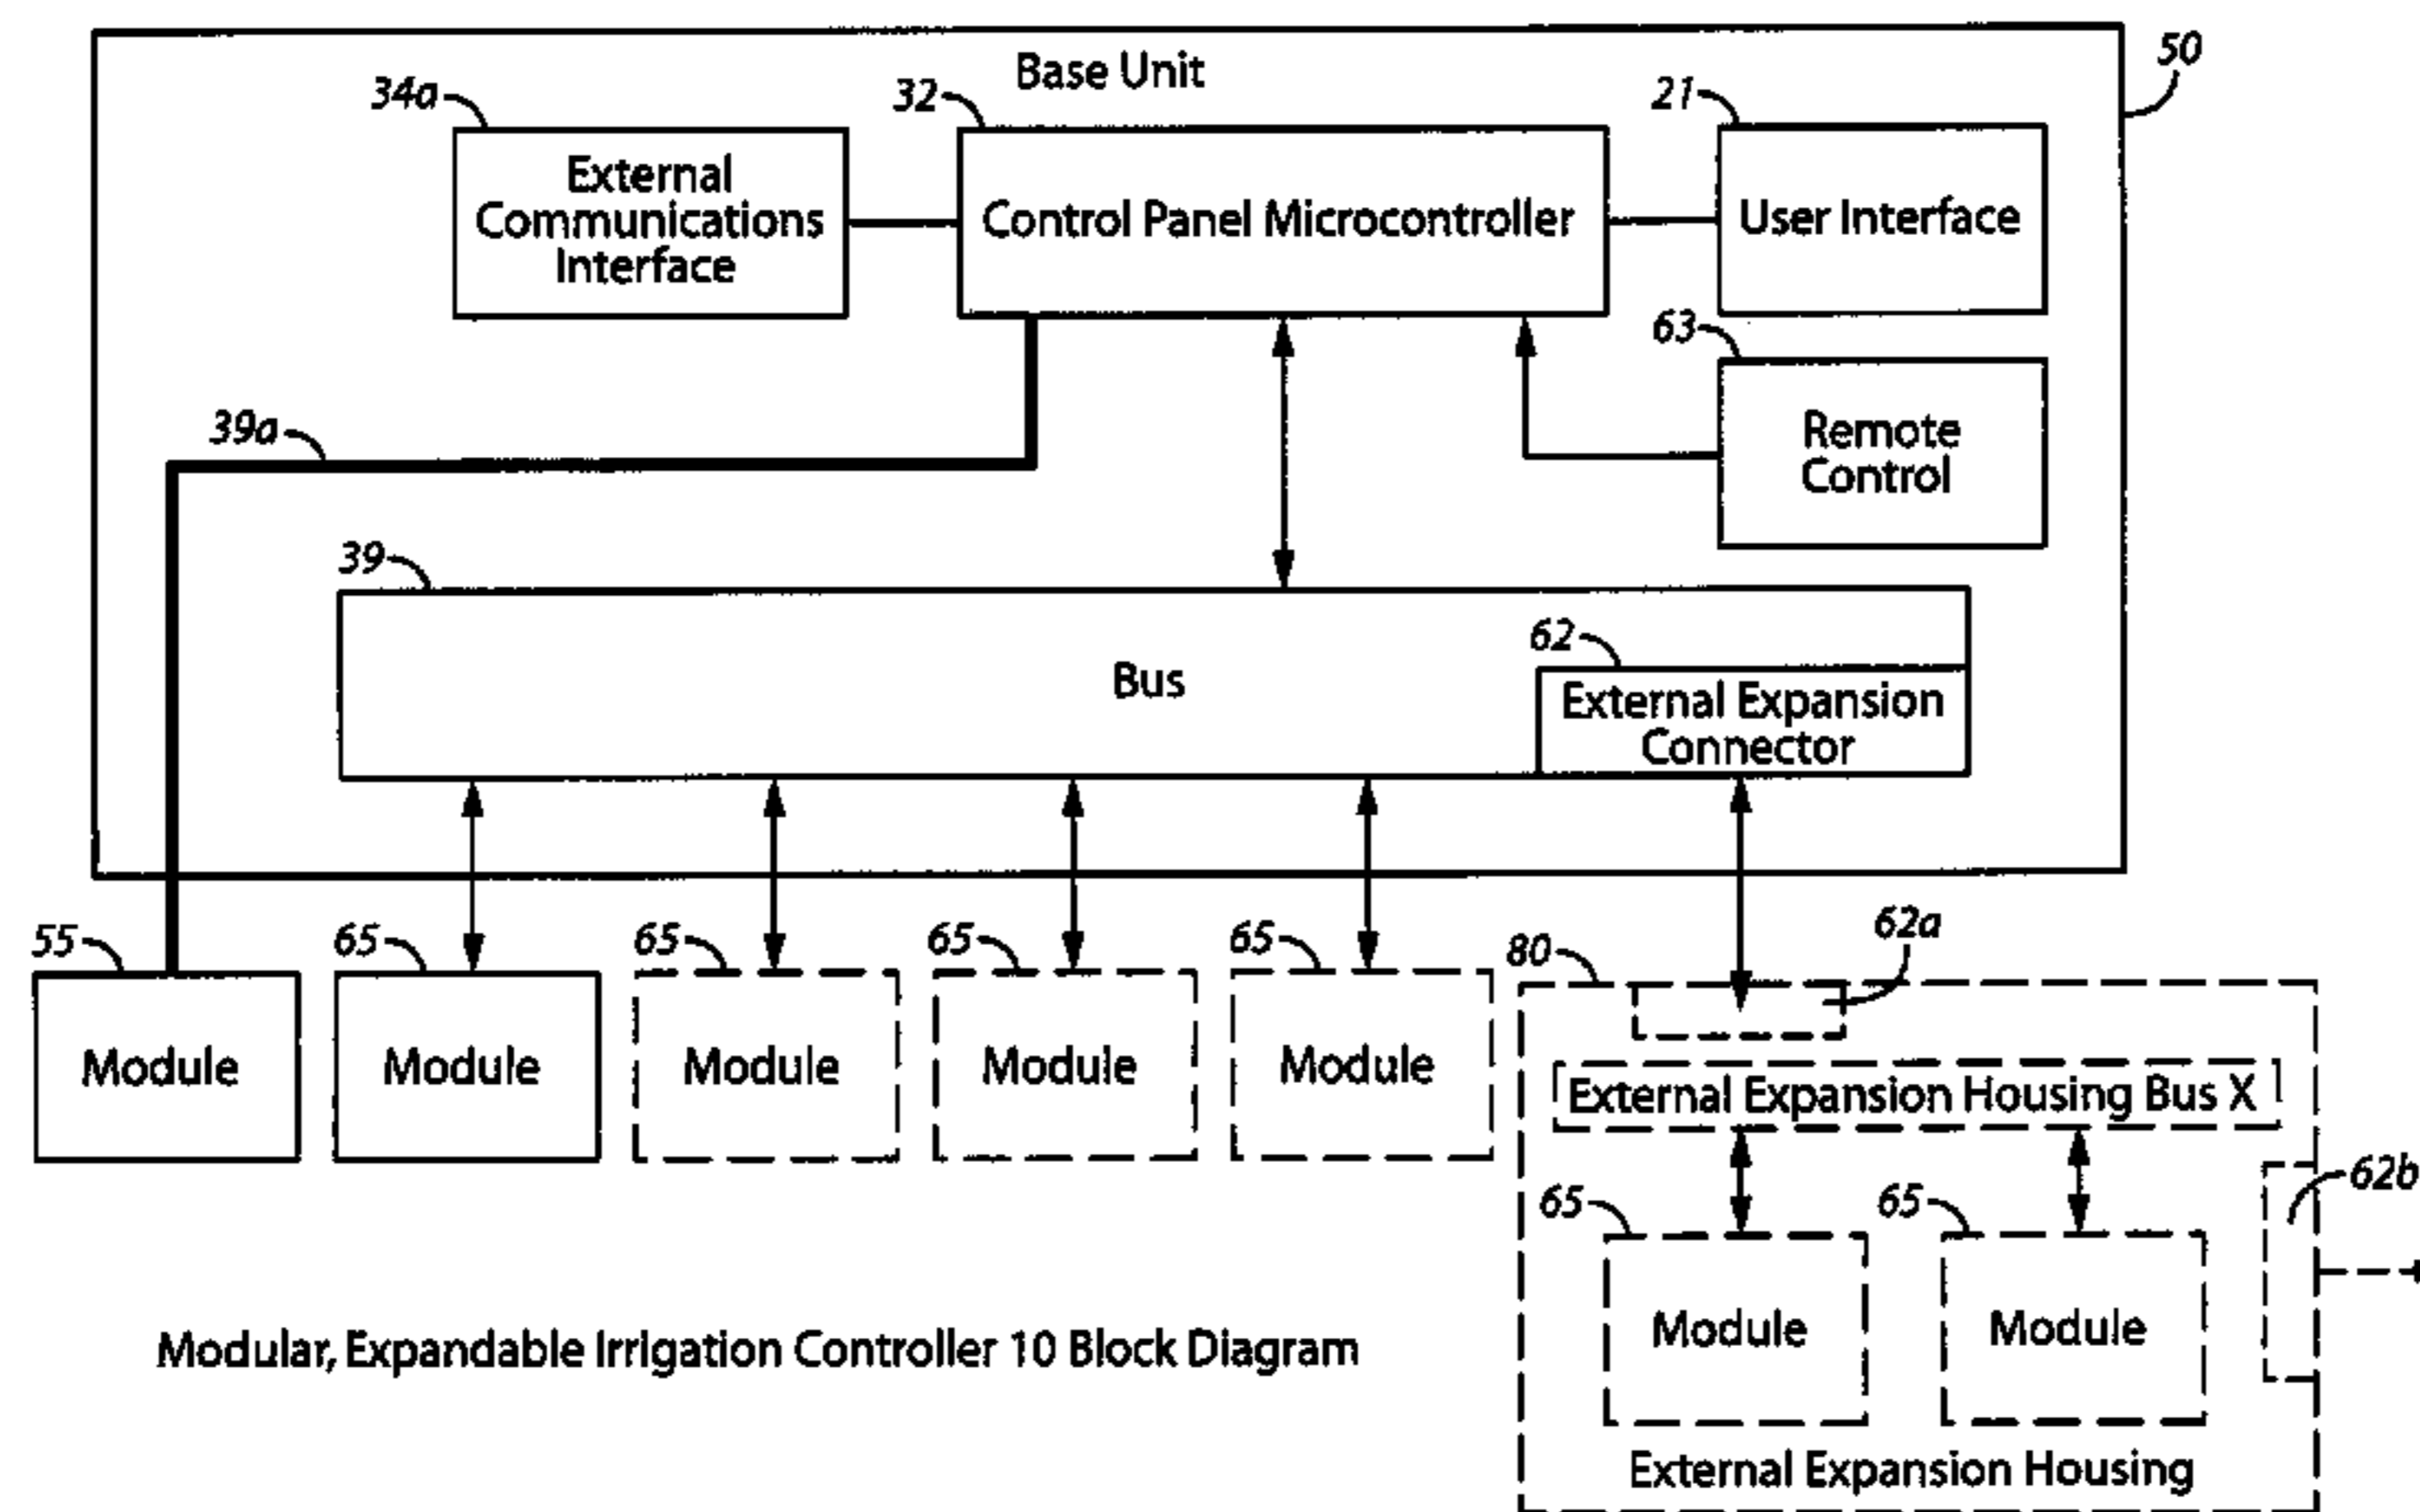 Base Unit
50
34a
32
21
External
Communications
Interface
Control Panel Microcontroller
User Interface
63
Remote
Control
39a
39
Bus
62
External Expansion
Connector
55
65
65
65
65
80
62a
Module
Module
Module
Module
Module
External Expansion Housing Bus X
62b
65
65
Module
Module
Modular, Expandable Irrigation Controller 10 Block Diagram
External Expansion Housing